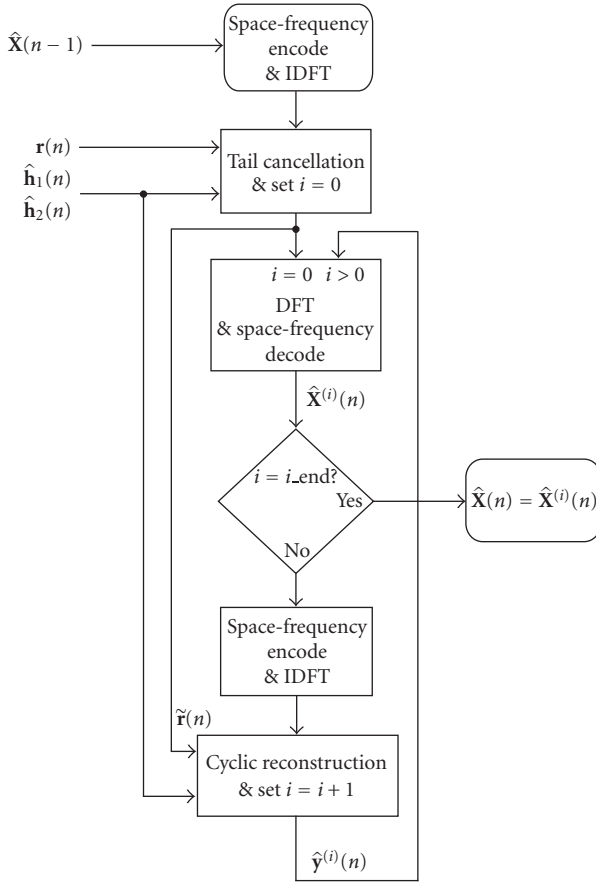 Space-frequency
encode
& IDFT
X̂(n − 1)
r(n)
ĥ₁(n)
ĥ₂(n)
Tail cancellation
& set i = 0
i = 0 i > 0
DFT
& space-frequency
decode
X̂⁽ⁱ⁾(n)
i = i_end?
Yes
X̂(n) = X̂⁽ⁱ⁾(n)
No
Space-frequency
encode
& IDFT
r̃(n)
Cyclic reconstruction
& set i = i + 1
ŷ⁽ⁱ⁾(n)